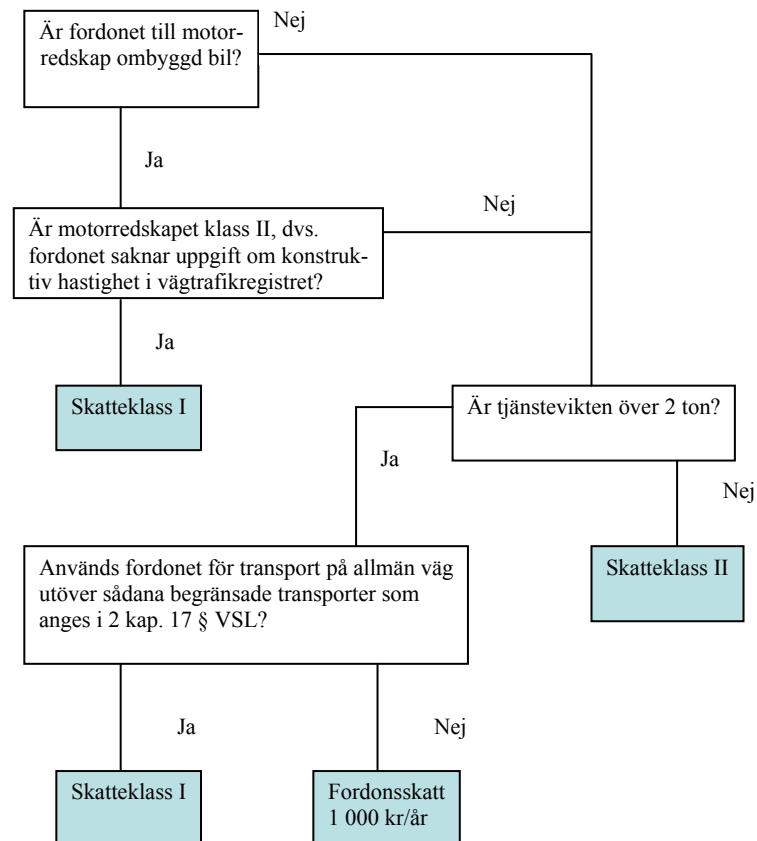 Är fordonet till motor-
redskap ombyggd bil?
Nej
Ja
Är motorredskapet klass II, dvs.
fordonet saknar uppgift om konstruk-
tiv hastighet i vägtrafikregistret?
Nej
Ja
Skatteklass I
Är tjänstevikten över 2 ton?
Ja
Nej
Används fordonet för transport på allmän väg
utöver sådana begränsade transporter som
anges i 2 kap. 17 § VSL?
Skatteklass II
Ja
Nej
Skatteklass I
Fordonsskatt
1 000 kr/år